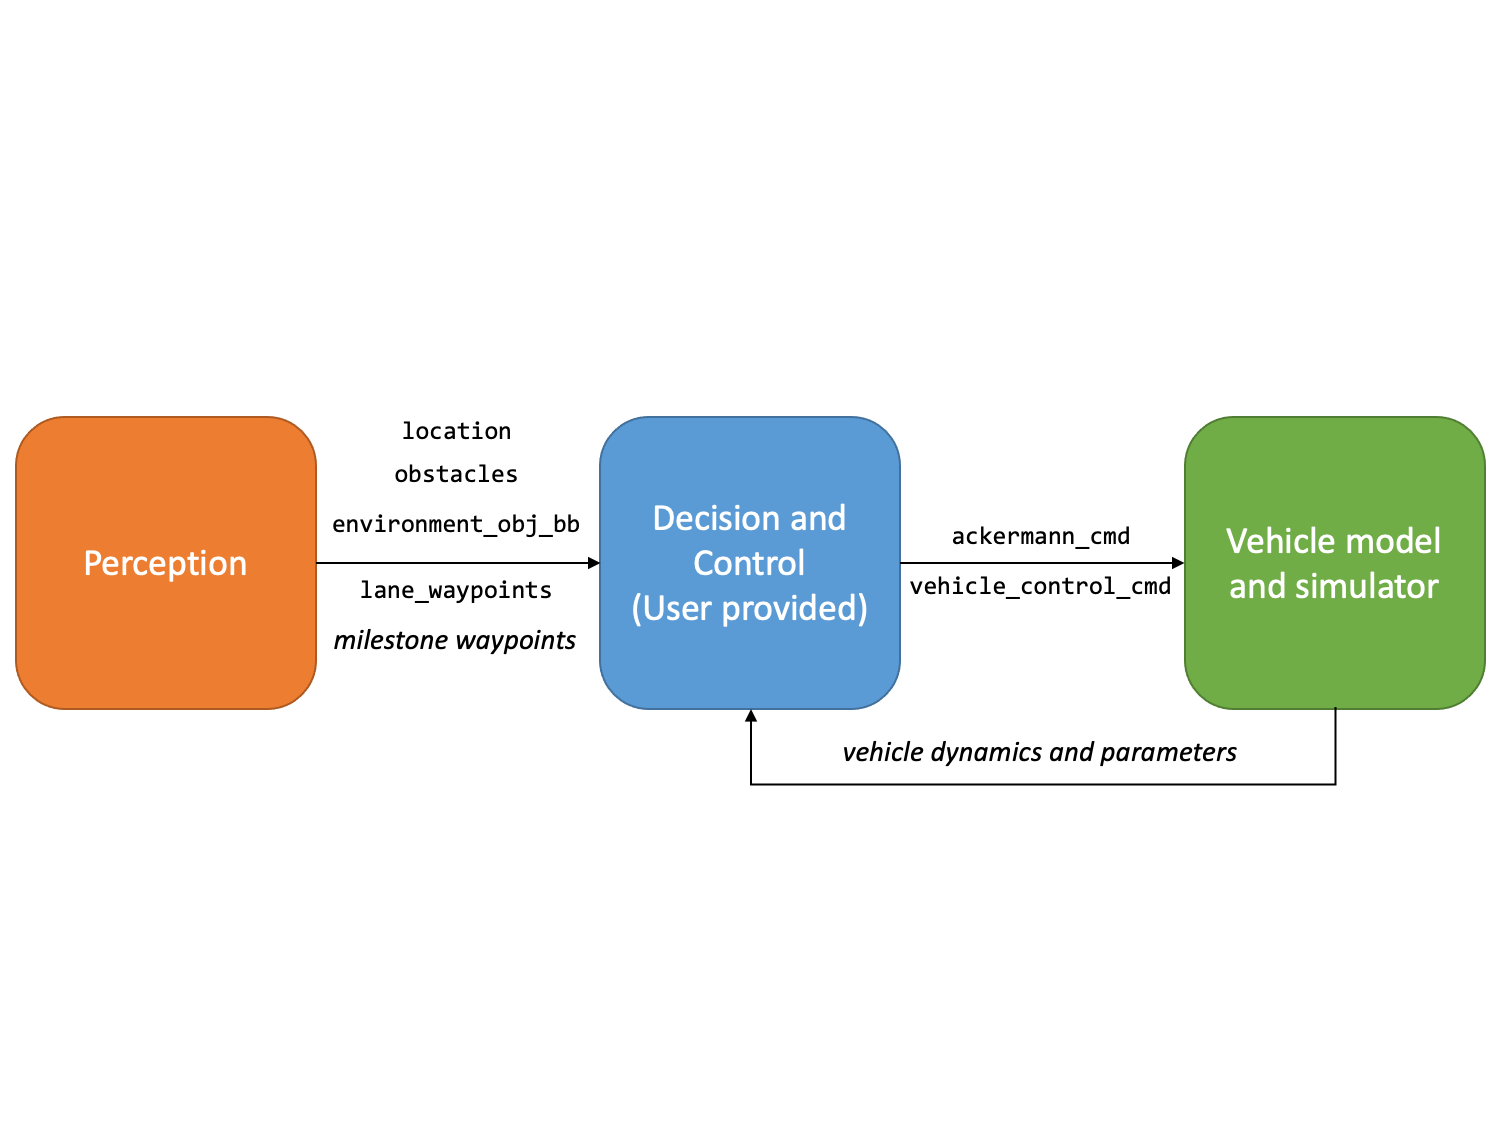 Perception
location
obstacles
environment_obj_bb
lane_waypoints
milestone waypoints
Decision and
Control
(User provided)
ackermann_cmd
vehicle_control_cmd
Vehicle model
and simulator
vehicle dynamics and parameters